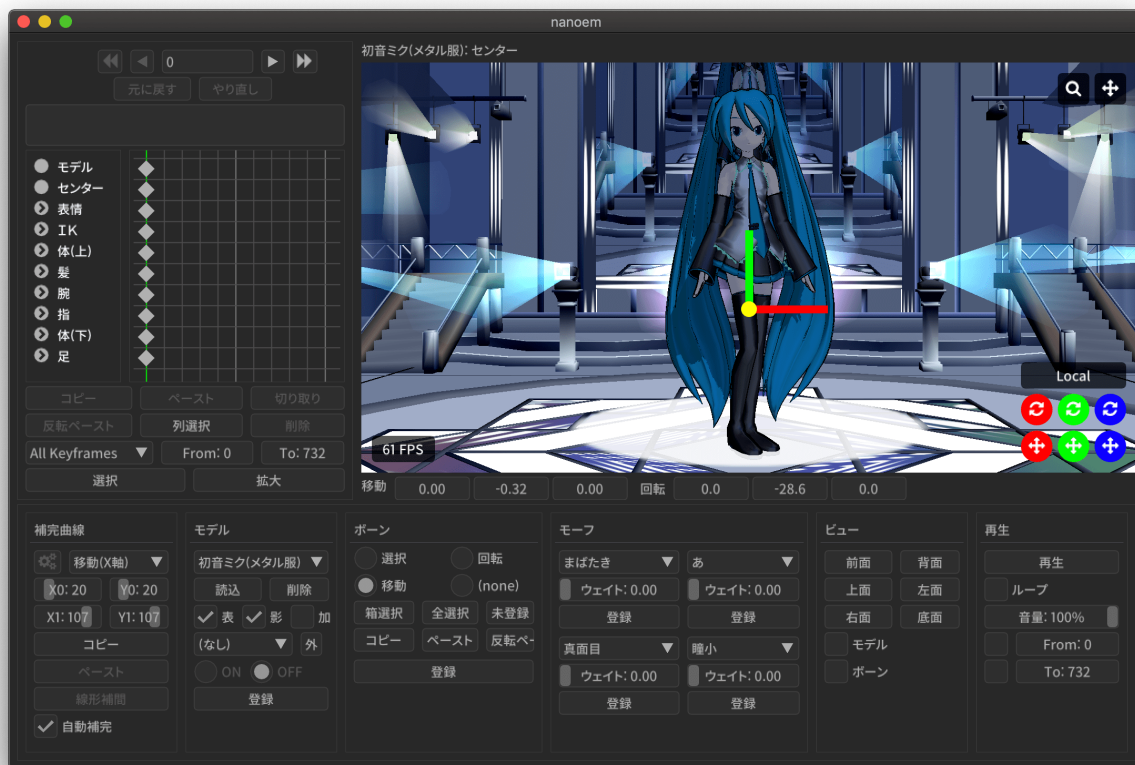 nanoem
0
元に戻す やり直し
モデル
センター
表情
IK
体(上)
髪
腕
指
体(下)
足
コピー ペースト 切り取り
反転ペースト 列選択 削除
All Keyframes From: 0 To: 732
選択 拡大
初音ミク(メタル服): センター
Local
61 FPS
移動 0.00 -0.32 0.00 回転 0.0 -28.6 0.0
補完曲線
移動(X軸)
X0: 20 Y0: 20
X1: 107 Y1: 107
コピー
ペースト
線形補間
自動補完
モデル
初音ミク(メタル服)
読込 削除
表 影 加
(なし) 外
ON OFF
登録
ボーン
選択 回転
移動 (none)
箱選択 全選択 未登録
コピー ペースト 反転ペー
登録
モーフ
まばたき あ
ウェイト: 0.00 ウェイト: 0.00
登録 登録
真面目 瞳小
ウェイト: 0.00 ウェイト: 0.00
登録 登録
ビュー
前面 背面
上面 左面
右面 底面
モデル
ボーン
再生
再生
ループ
音量: 100%
From: 0
To: 732